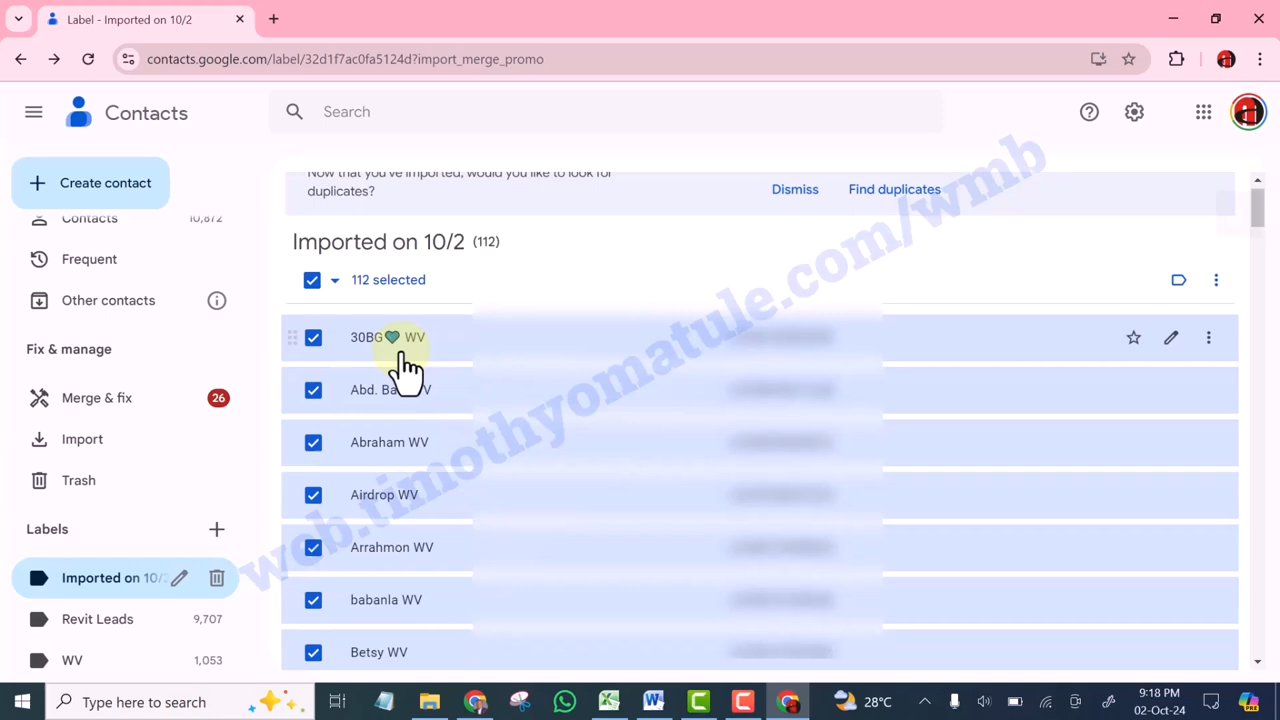 Label - Imported on 10/2
contacts.google.com/label/32d1f7ac0fa5124d?import_merge_promo
Contacts
Search
Create contact
Now that you've imported, would you like to look for
duplicates?
Dismiss
Find duplicates
Contacts 10,872
Frequent
Other contacts
Fix & manage
Merge & fix 26
Import
Trash
Labels
Imported on 10/2
Revit Leads 9,707
WV 1,053
Imported on 10/2 (112)
112 selected
30BG💚 WV
Abd. Ba
Abraham WV
Airdrop WV
Arrahmon WV
babanla WV
Betsy WV
web.timothyomatule.com/wmb
Type here to search
28°C
9:18 PM
02-Oct-24
PRE